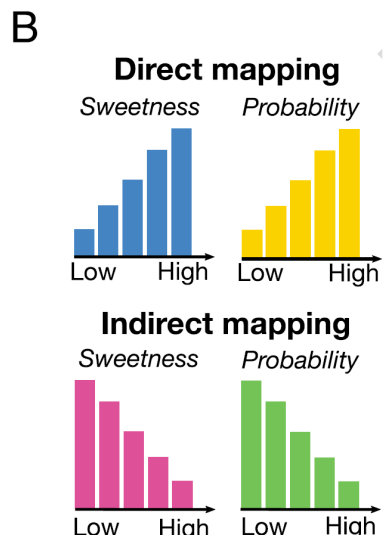 B
Direct mapping
Sweetness Probability
Low High Low High
Indirect mapping
Sweetness Probability
Low High Low High